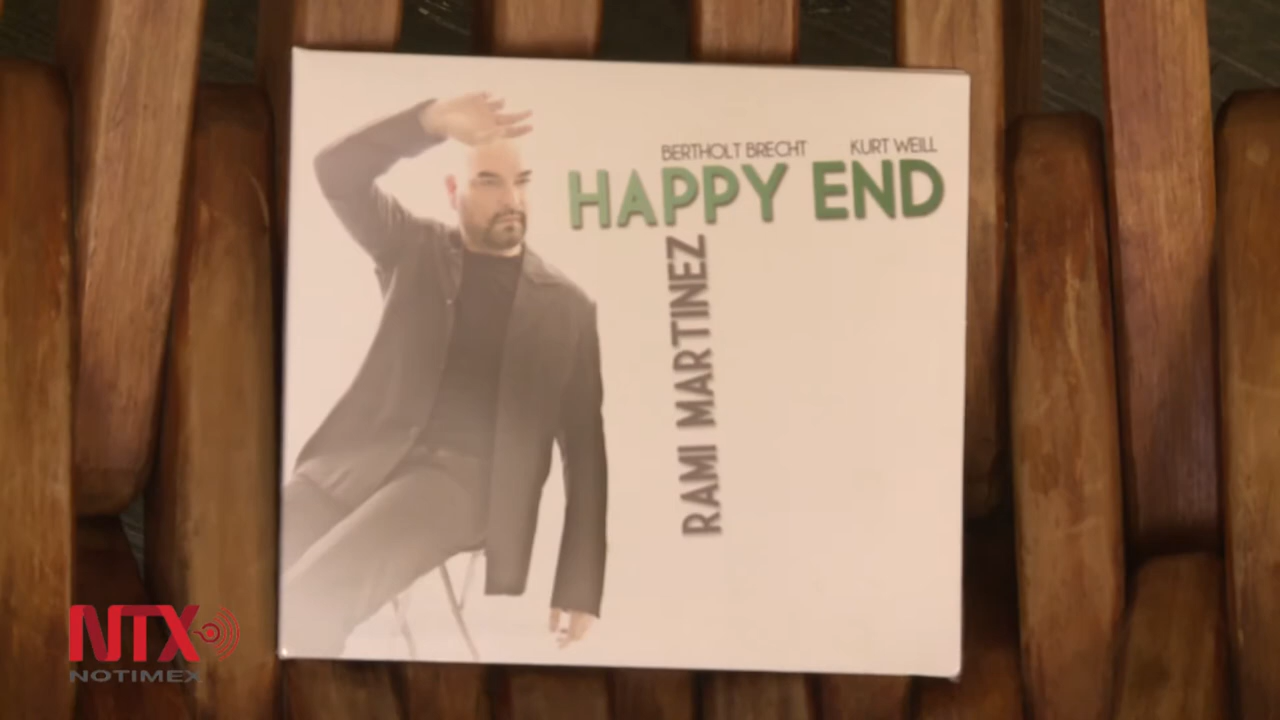 BERTHOLT BRECHT KURT WEILL
HAPPY END
RAMI MARTINEZ
NTX
NOTIMEX